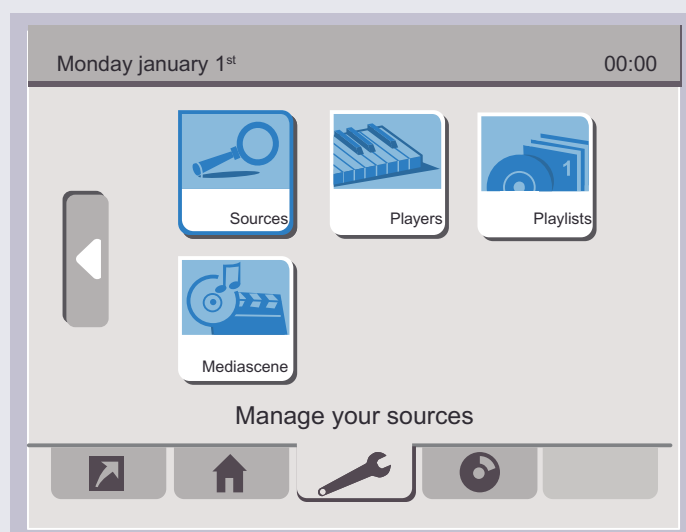 Monday january 1st 00:00
Sources Players Playlists
1
Mediascene
Manage your sources